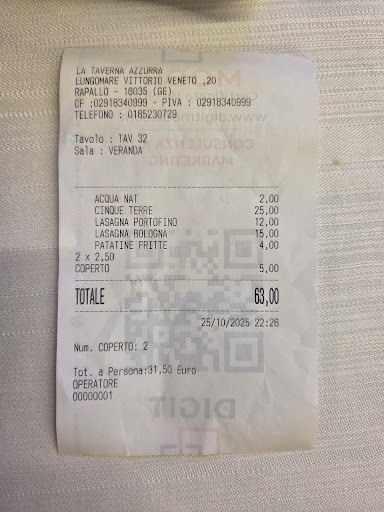 LA TAVERNA AZZURRA
LUNGOMARE VITTORIO VENETO ,20
RAPALLO - 16035 (GE)
CF :02918340999 - PIVA : 02918340999
TELEFONO : 0185230729
Tavolo : TAV 32
Sala : VERANDA
CONSULENZA
MARKETING
ACQUA NAT 2,00
CINQUE TERRE 25,00
LASAGNA PORTOFINO 12,00
LASAGNA BOLOGNA 15,00
PATATINE FRITTE 4,00
2 x 2,50
COPERTO 5,00
TOTALE 63,00
25/10/2025 22:26
Num. COPERTO: 2
Tot. a Persona:31,50 Euro
OPERATORE
00000001
DIGIT